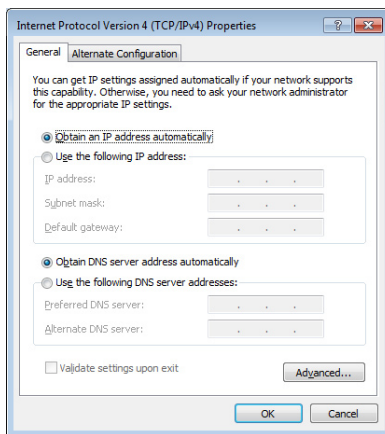 Internet Protocol Version 4 (TCP/IPv4) Properties
General
Alternate Configuration
You can get IP settings assigned automatically if your network supports
this capability. Otherwise, you need to ask your network administrator
for the appropriate IP settings.
Obtain an IP address automatically
Use the following IP address:
IP address:
Subnet mask:
Default gateway:
Obtain DNS server address automatically
Use the following DNS server addresses:
Preferred DNS server:
Alternate DNS server:
Validate settings upon exit
Advanced...
OK
Cancel